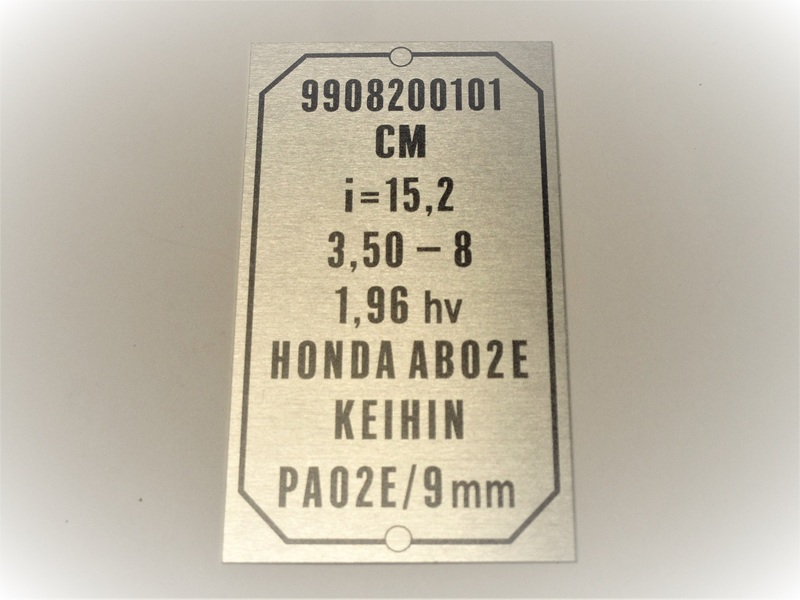 9908200101
CM
i=15,2
3,50 – 8
1,96 hv
HONDA AB02E
KEIHIN
PA02E/9mm